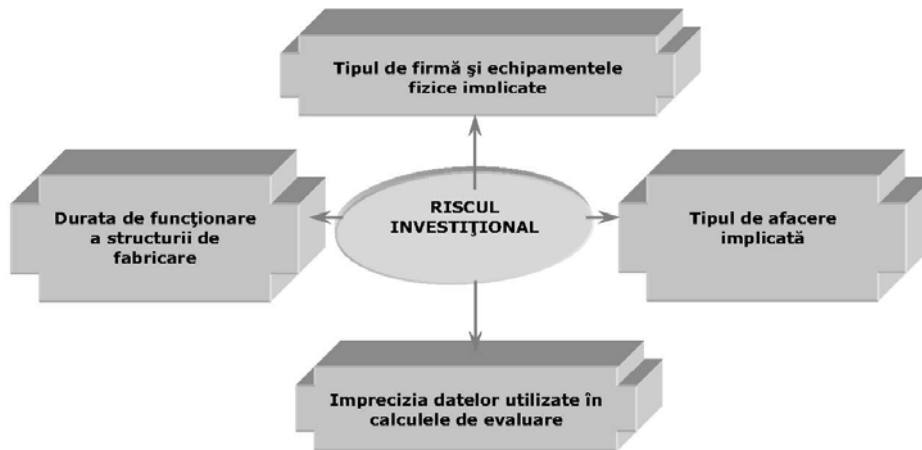 Tipul de firmă şi echipamentele
fizice implicate
Durata de funcţionare
a structurii de
fabricare
RISCUL
INVESTIŢIONAL
Tipul de afacere
implicată
Imprecizia datelor utilizate în
calculele de evaluare